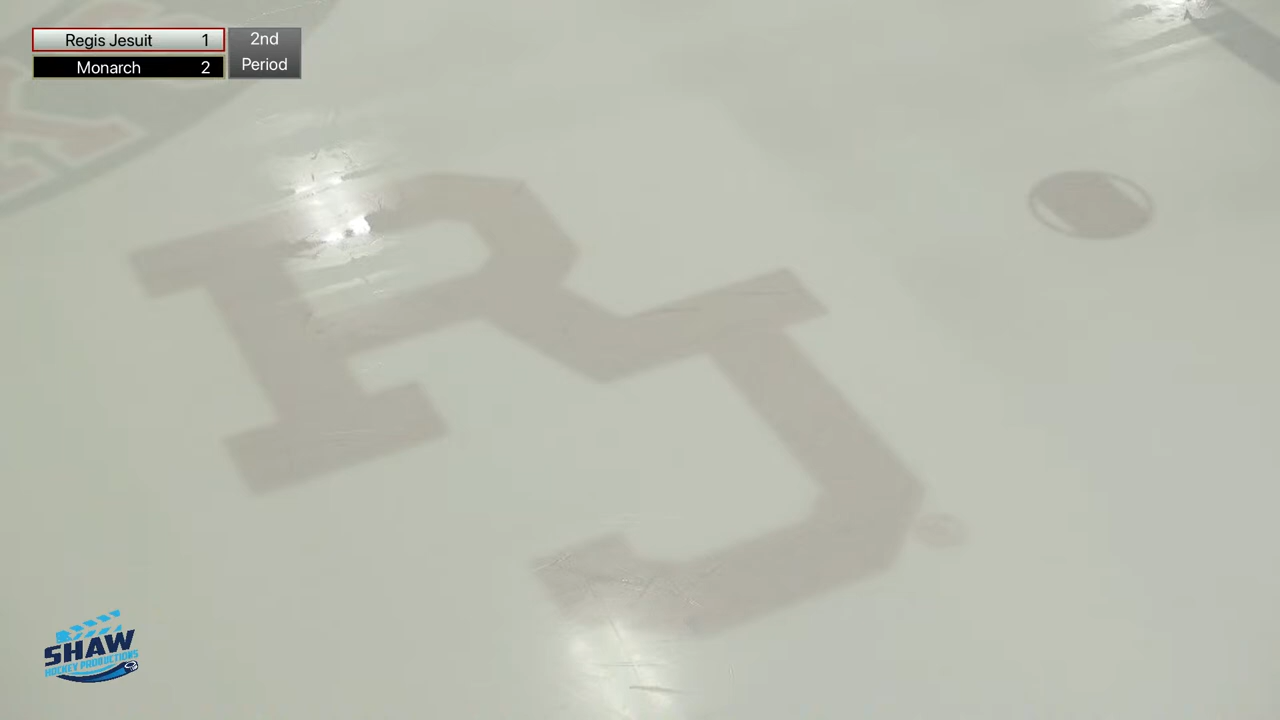 Regis Jesuit 1
Monarch 2
2nd
Period
RJ
SHAW
HOCKEY PRODUCTIONS